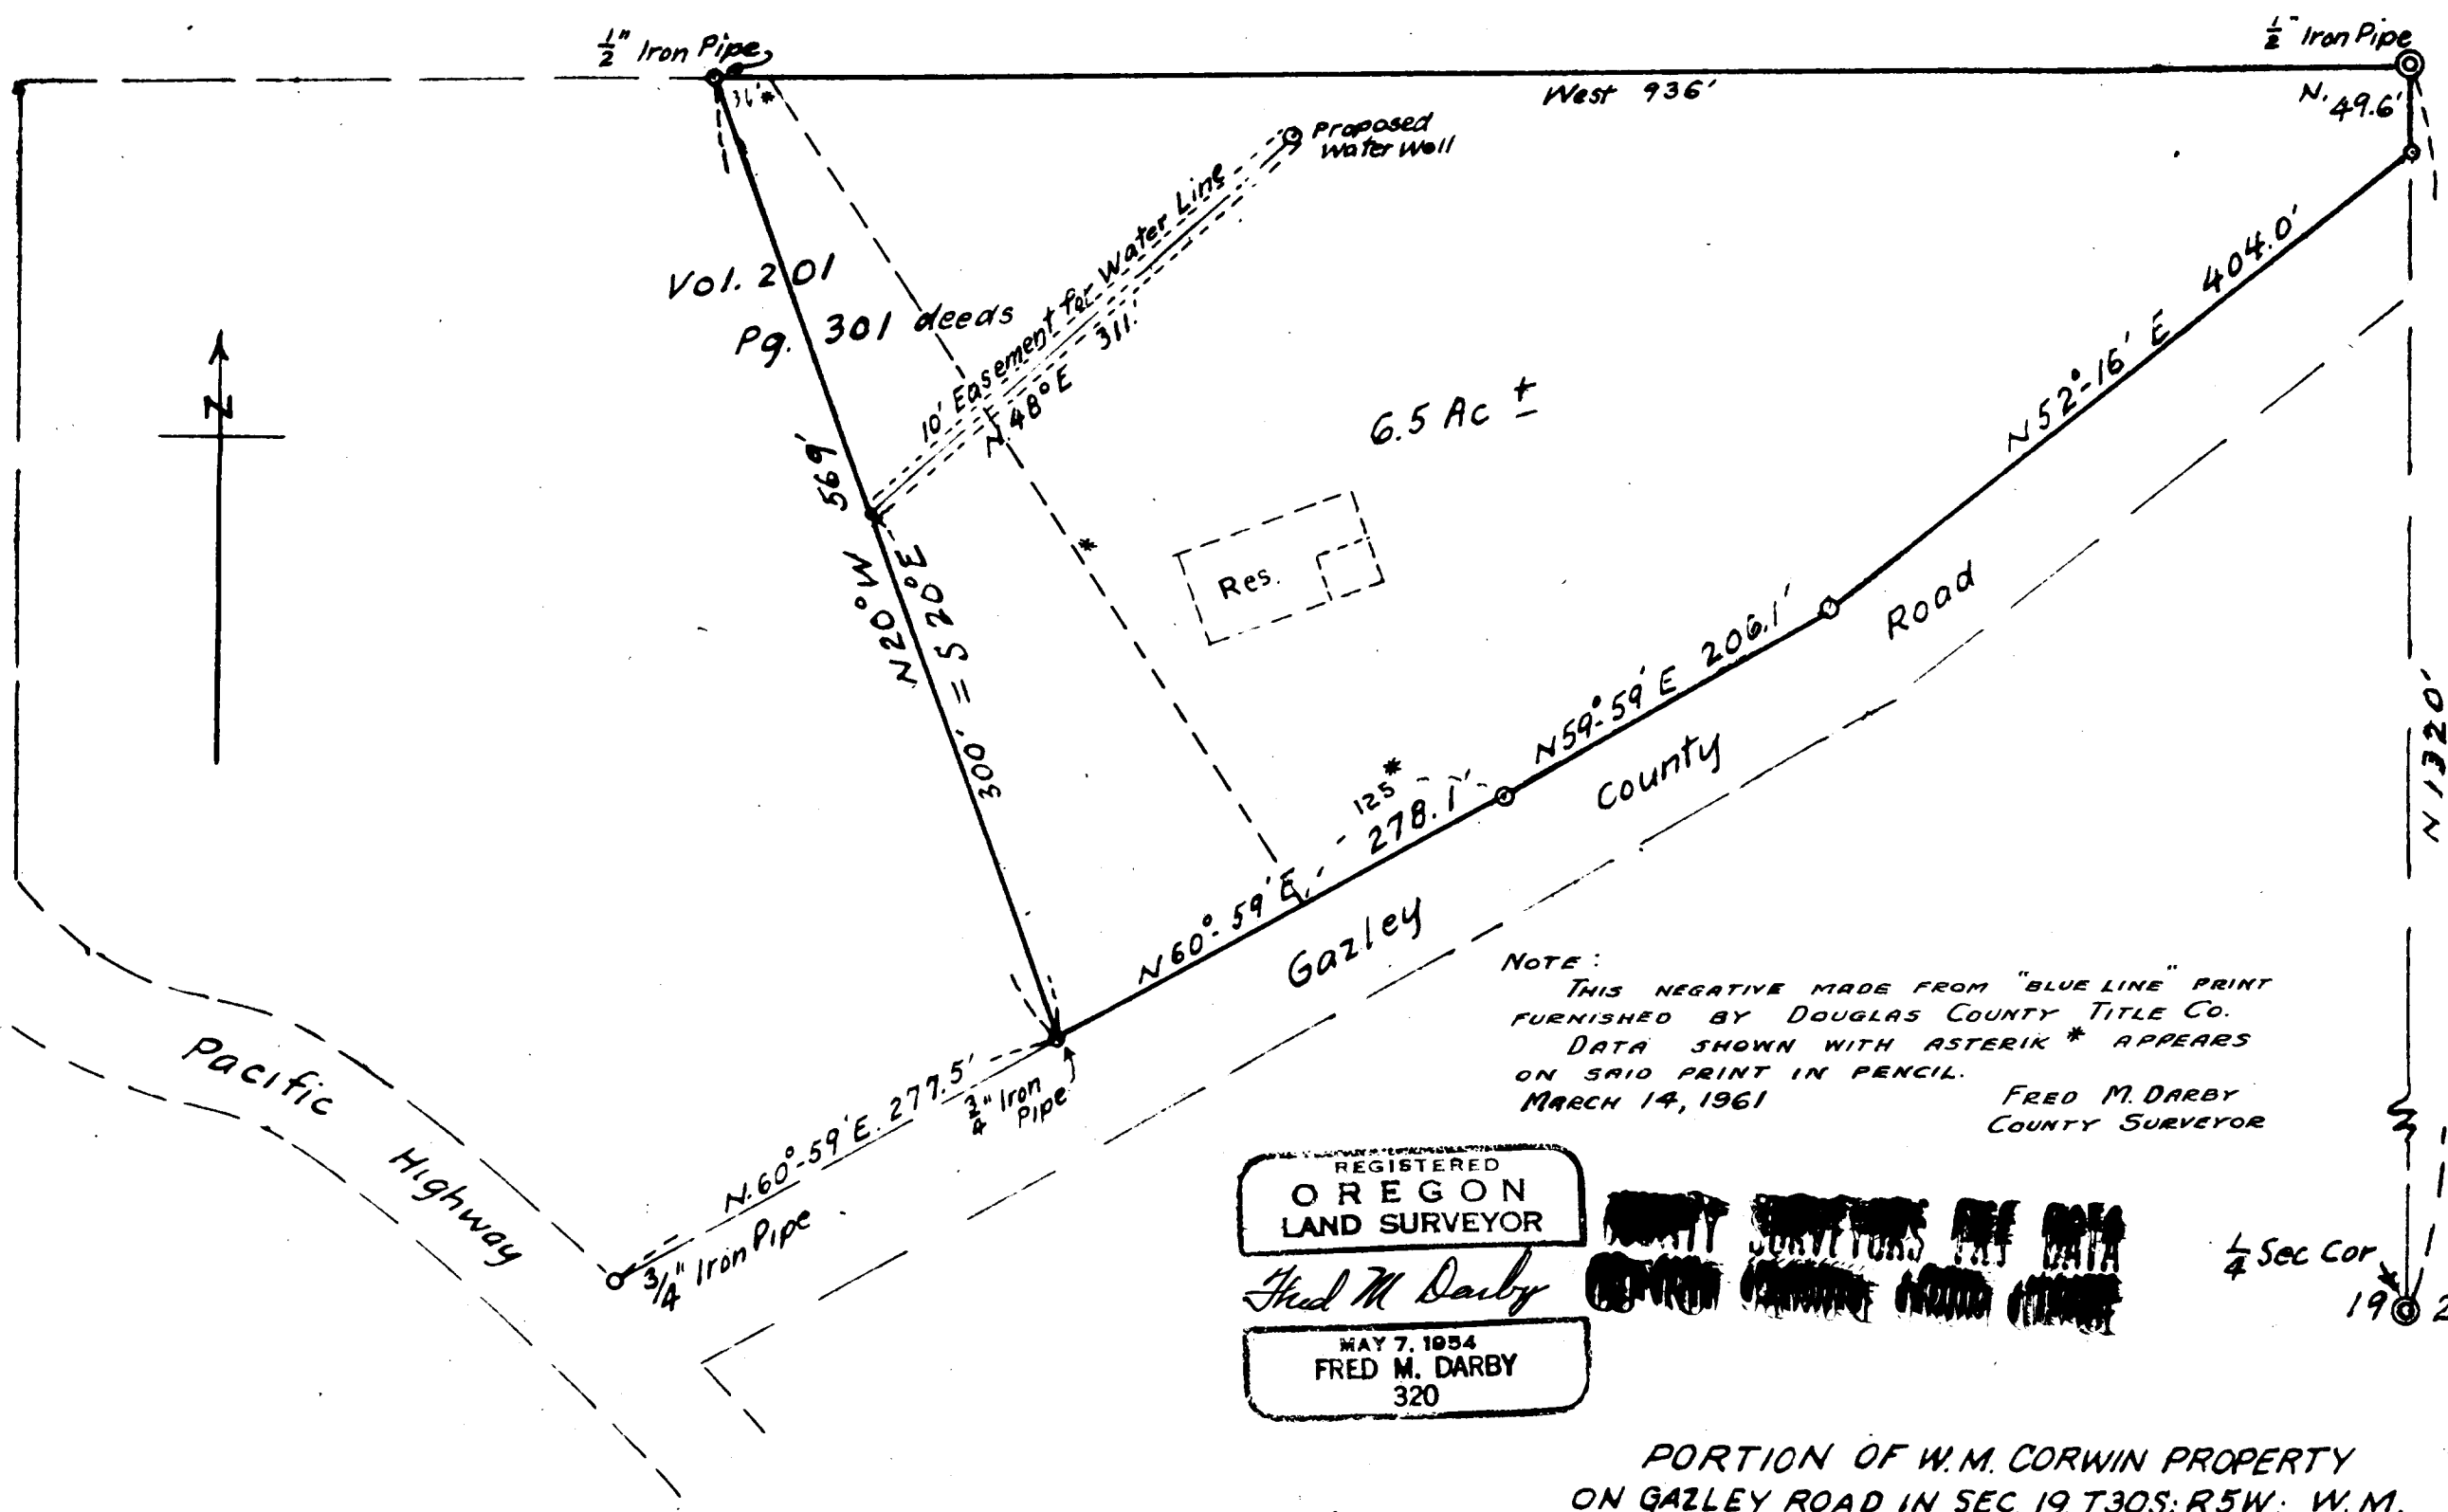 1/2" Iron Pipe
1/2" Iron Pipe
West 936'
N. 49.6'
Proposed
Water Well
10' Easement for Water Line
N. 48° E 311.'
Vol. 201
Pg. 301 deeds
N
6.5 Ac ±
404.0'
N 52°-16' E
569'
N 20° W
300' = S 20° E
*
Res.
N 59°-59' E 206.1'
125*
N 60°-59' E 278.1'
Gazley County Road
N 1320'
Pacific Highway
N. 60°-59' E. 277.5'
3/4" Iron
Pipe
3/4" Iron Pipe
NOTE:
THIS NEGATIVE MADE FROM "BLUE LINE" PRINT
FURNISHED BY DOUGLAS COUNTY TITLE CO.
DATA SHOWN WITH ASTERIK * APPEARS
ON SAID PRINT IN PENCIL.
MARCH 14, 1961
FRED M. DARBY
COUNTY SURVEYOR
REGISTERED
OREGON
LAND SURVEYOR
Fred M Darby
MAY 7, 1954
FRED M. DARBY
320
1/4 Sec Cor
19
PORTION OF W.M. CORWIN PROPERTY
ON GAZLEY ROAD IN SEC 19, T30S; R5W; W.M.